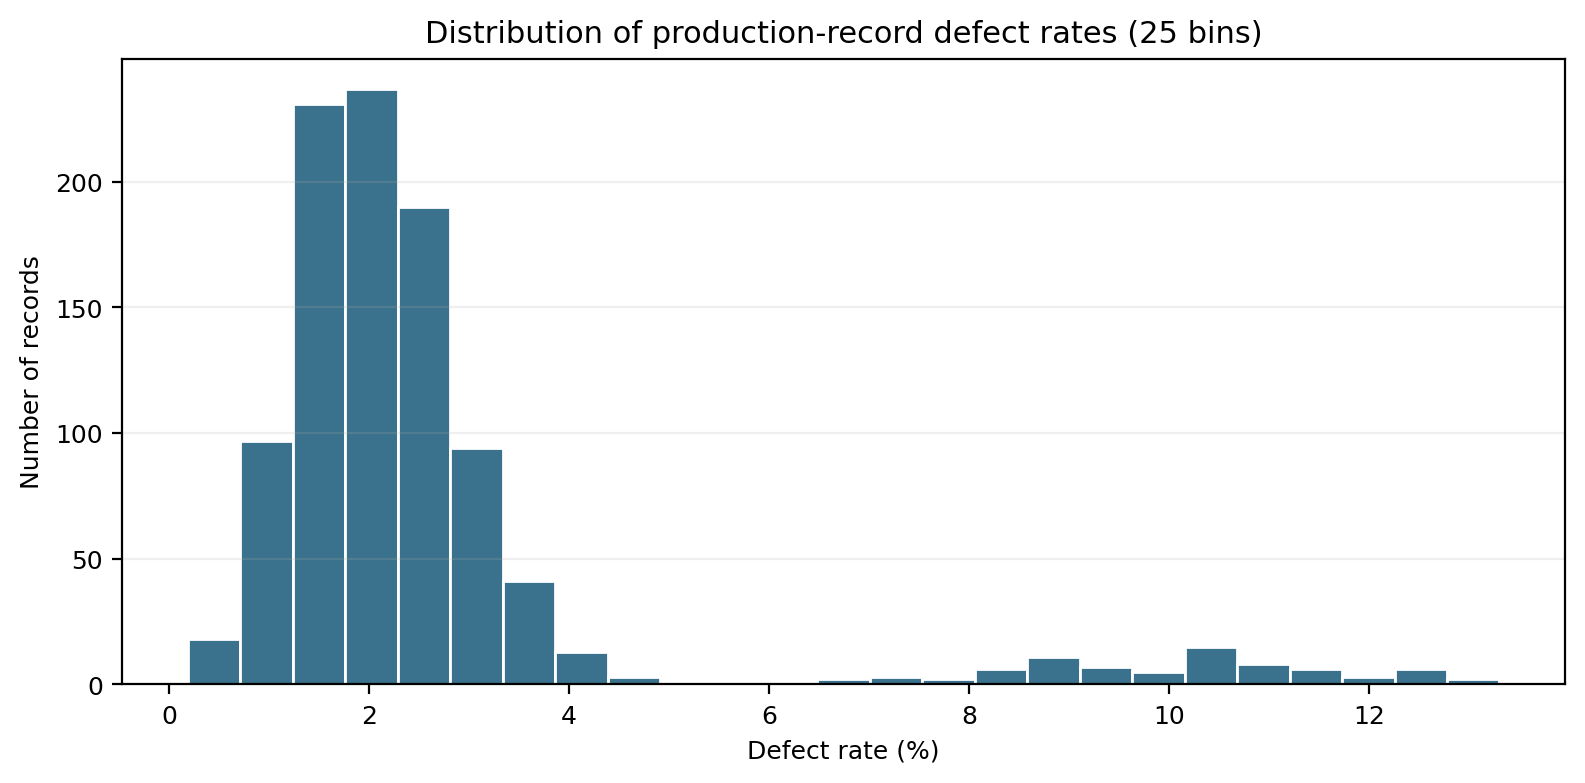 Distribution of production-record defect rates (25 bins)
Number of records
200
150
100
50
0
0 2 4 6 8 10 12
Defect rate (%)